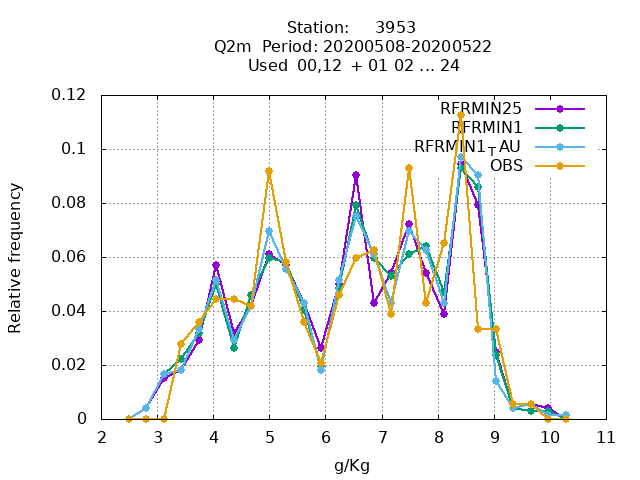 Station:     3953
Q2m  Period: 20200508-20200522
Used  00,12  + 01 02 ... 24
Relative frequency
0.12
0.1
0.08
0.06
0.04
0.02
0
RFRMIN25
RFRMIN1
RFRMIN1_TAU
OBS
2 3 4 5 6 7 8 9 10 11
g/Kg